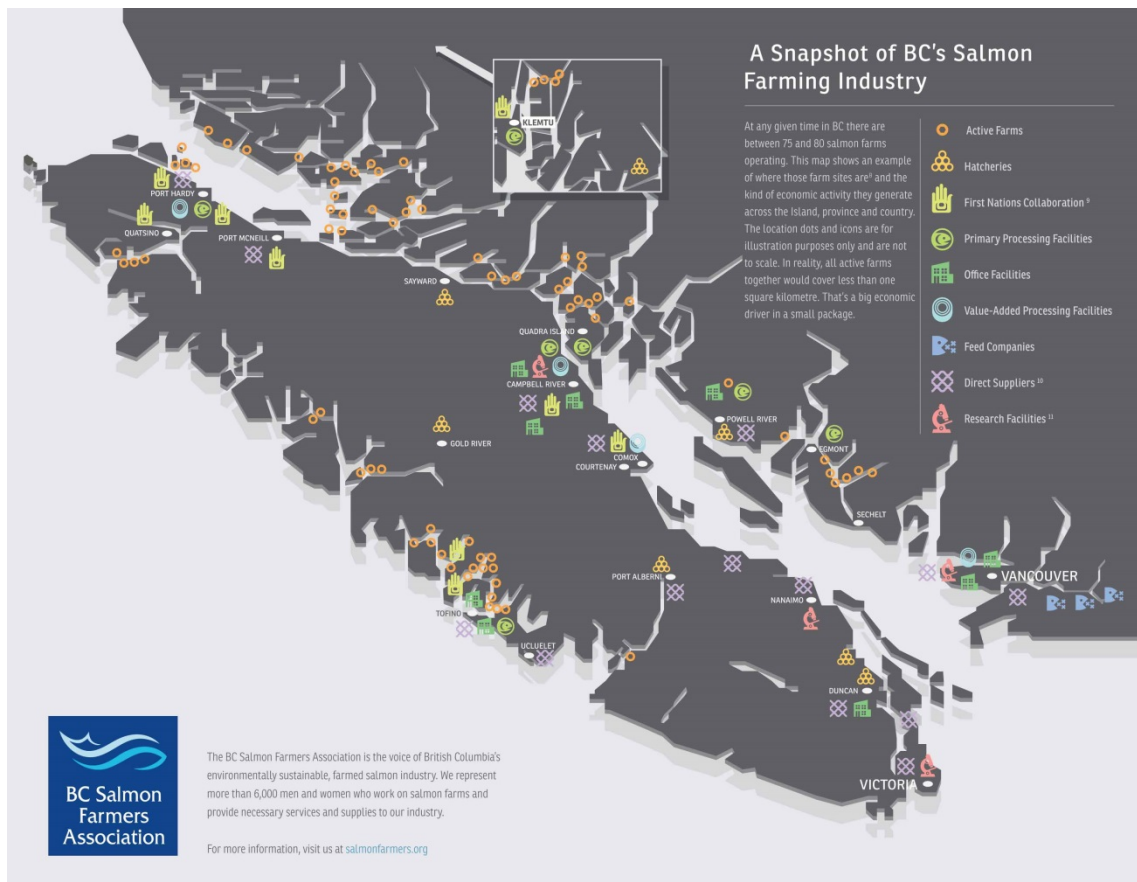 A Snapshot of BC's Salmon
Farming Industry
At any given time in BC there are
between 75 and 80 salmon farms
operating. This map shows an example
of where those farm sites are⁸ and the
kind of economic activity they generate
across the Island, province and country.
The location dots and icons are for
illustration purposes only and are not
to scale. In reality, all active farms
together would cover less than one
square kilometre. That's a big economic
driver in a small package.
Active Farms
Hatcheries
First Nations Collaboration ⁹
Primary Processing Facilities
Office Facilities
Value-Added Processing Facilities
Feed Companies
Direct Suppliers ¹⁰
Research Facilities ¹¹
KLEMTU
PORT HARDY
QUATSINO
PORT MCNEILL
SAYWARD
QUADRA ISLAND
CAMPBELL RIVER
GOLD RIVER
COMOX
COURTENAY
POWELL RIVER
EGMONT
SECHELT
VANCOUVER
PORT ALBERNI
NANAIMO
TOFINO
UCLUELET
DUNCAN
VICTORIA
BC Salmon
Farmers
Association
The BC Salmon Farmers Association is the voice of British Columbia's
environmentally sustainable, farmed salmon industry. We represent
more than 6,000 men and women who work on salmon farms and
provide necessary services and supplies to our industry.
For more information, visit us at salmonfarmers.org